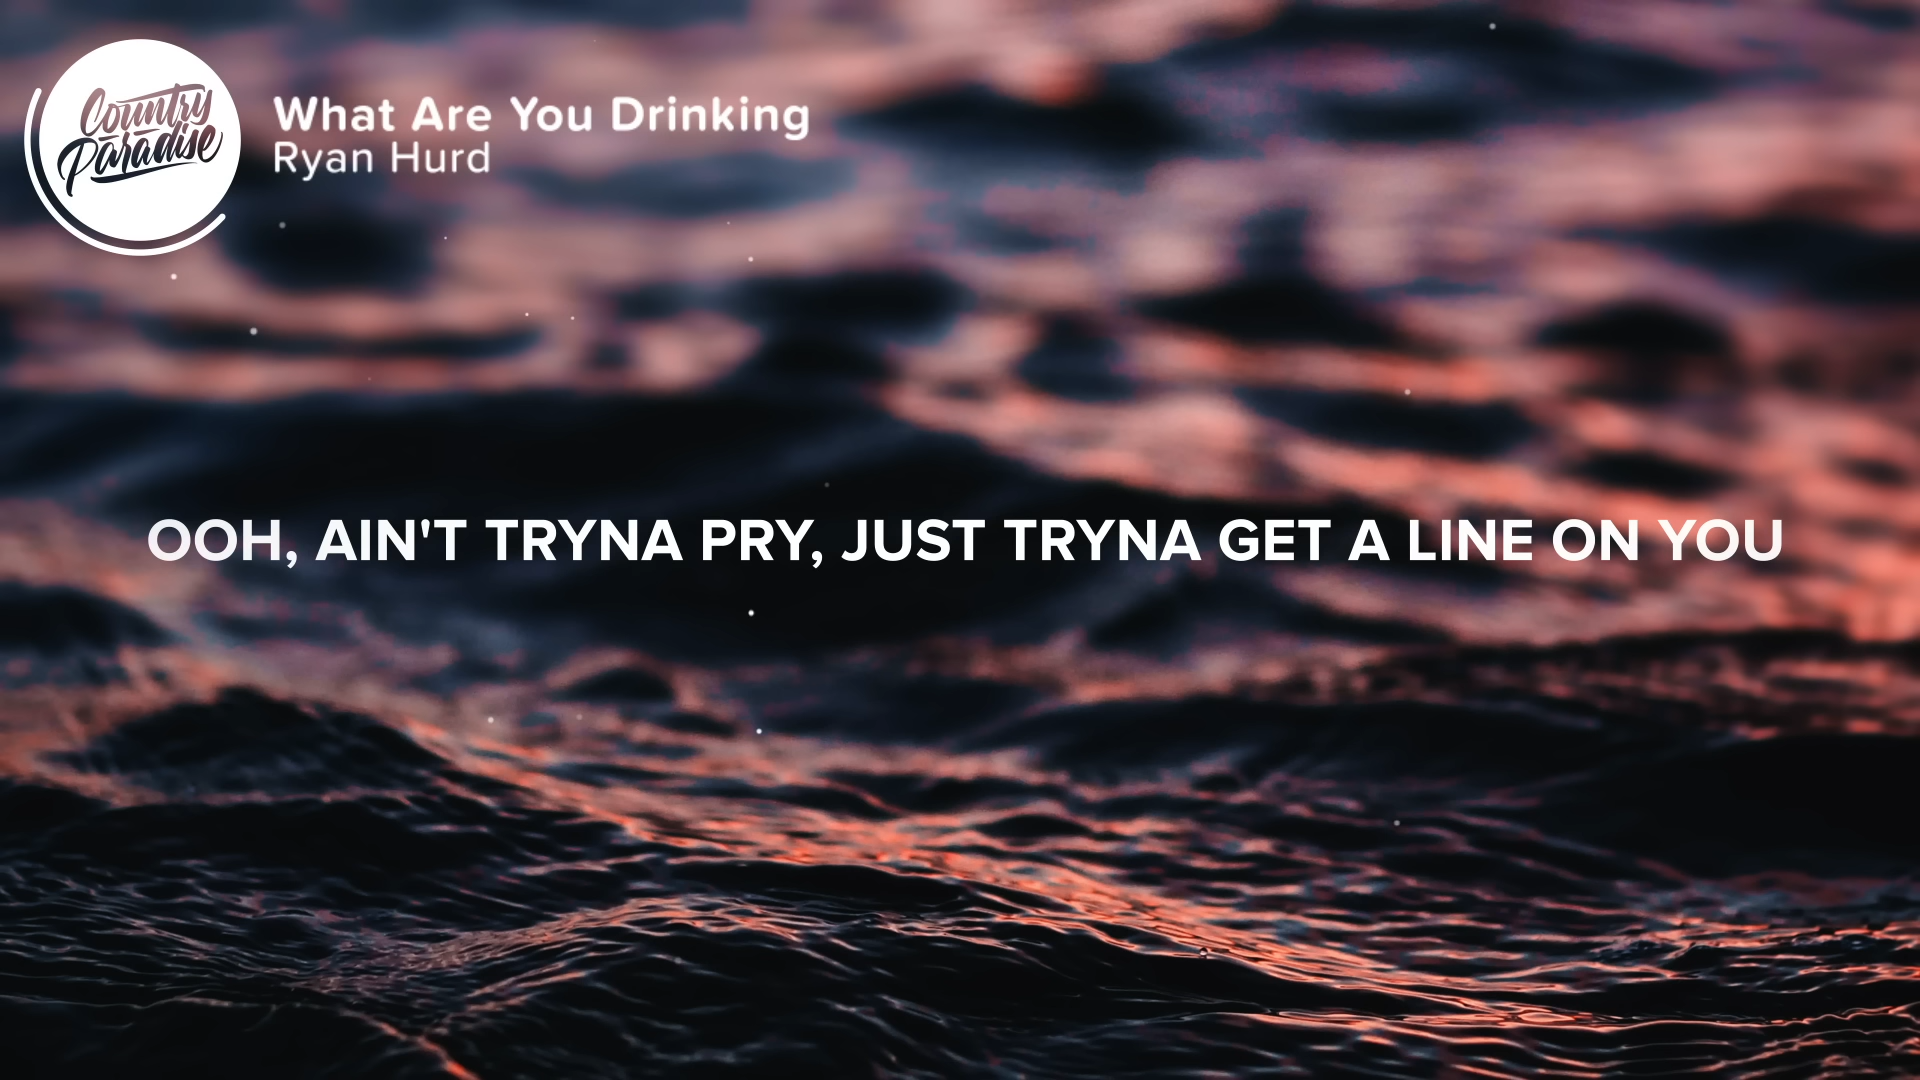 Country
Paradise
What Are You Drinking
Ryan Hurd
OOH, AIN'T TRYNA PRY, JUST TRYNA GET A LINE ON YOU